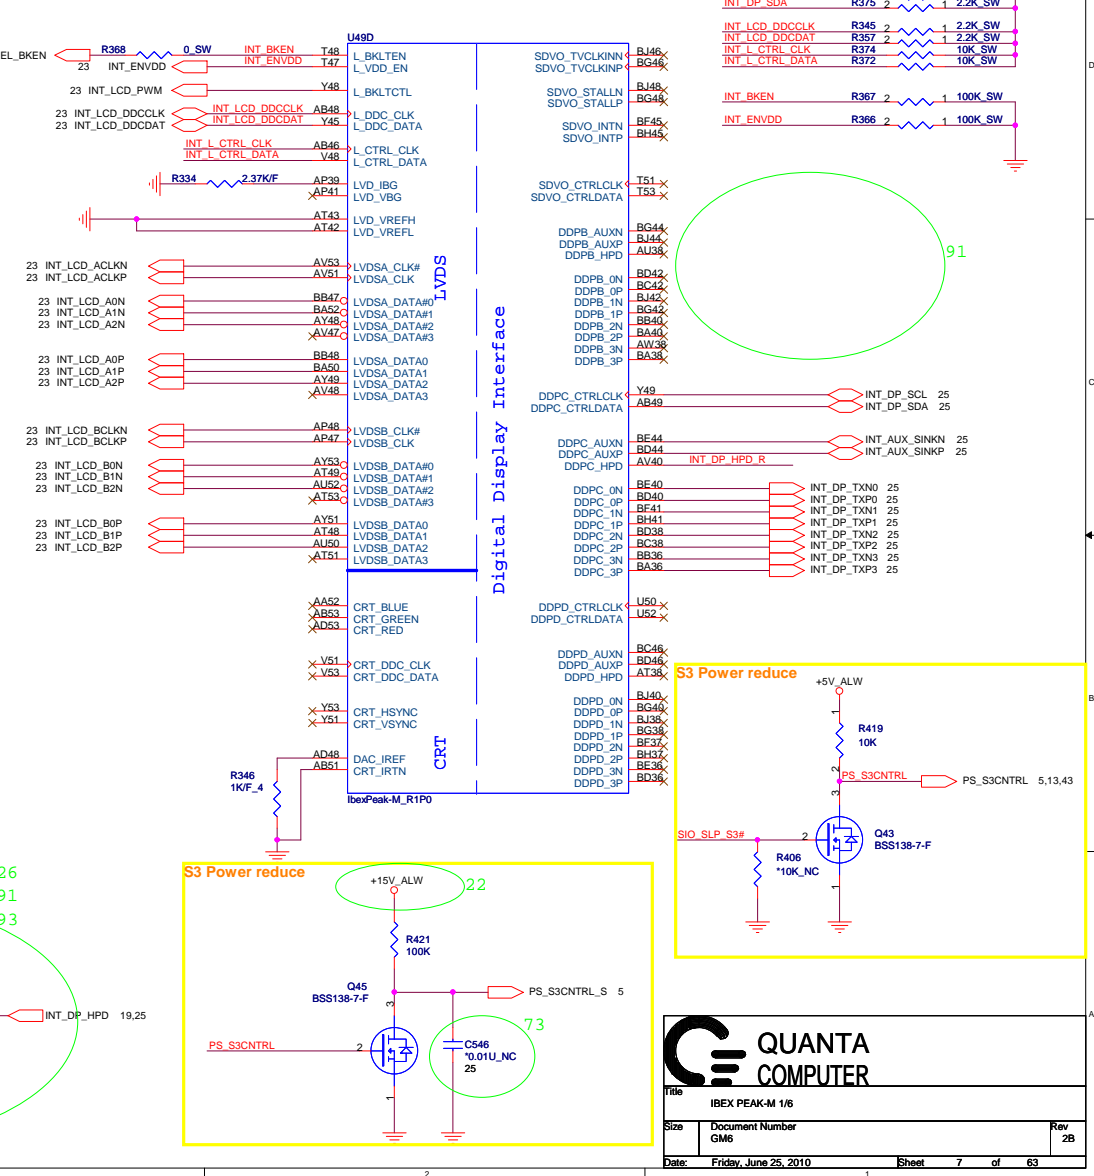 INT_DP_SDA R375 2 1 2.2K_SW
INT_LCD_DDCCLK R345 2 1 2.2K_SW
INT_LCD_DDCDAT R357 2 1 2.2K_SW
INT_L_CTRL_CLK R374 2 1 10K_SW
INT_L_CTRL_DATA R372 2 1 10K_SW
INT_BKEN R367 2 1 100K_SW
INT_ENVDD R366 2 1 100K_SW
U49D
EL_BKEN R368 0_SW INT_BKEN T48 L_BKLTEN
23 INT_ENVDD INT_ENVDD T47 L_VDD_EN
23 INT_LCD_PWM Y48 L_BKLTCTL
23 INT_LCD_DDCCLK INT_LCD_DDCCLK AB48 L_DDC_CLK
23 INT_LCD_DDCDAT INT_LCD_DDCDAT Y45 L_DDC_DATA
INT_L_CTRL_CLK AB46 L_CTRL_CLK
INT_L_CTRL_DATA V48 L_CTRL_DATA
R334 2.37K/F AP39 LVD_IBG
AP41 LVD_VBG
AT43 LVD_VREFH
AT42 LVD_VREFL
23 INT_LCD_ACLKN AV53 LVDSA_CLK#
23 INT_LCD_ACLKP AV51 LVDSA_CLK
23 INT_LCD_A0N BB47 LVDSA_DATA#0
23 INT_LCD_A1N BA52 LVDSA_DATA#1
23 INT_LCD_A2N AY48 LVDSA_DATA#2
AV47 LVDSA_DATA#3
23 INT_LCD_A0P BB48 LVDSA_DATA0
23 INT_LCD_A1P BA50 LVDSA_DATA1
23 INT_LCD_A2P AY49 LVDSA_DATA2
AV48 LVDSA_DATA3
23 INT_LCD_BCLKN AP48 LVDSB_CLK#
23 INT_LCD_BCLKP AP47 LVDSB_CLK
23 INT_LCD_B0N AY53 LVDSB_DATA#0
23 INT_LCD_B1N AT49 LVDSB_DATA#1
23 INT_LCD_B2N AU52 LVDSB_DATA#2
AT53 LVDSB_DATA#3
23 INT_LCD_B0P AY51 LVDSB_DATA0
23 INT_LCD_B1P AT48 LVDSB_DATA1
23 INT_LCD_B2P AU50 LVDSB_DATA2
AT51 LVDSB_DATA3
AA52 CRT_BLUE
AB53 CRT_GREEN
AD53 CRT_RED
V51 CRT_DDC_CLK
V53 CRT_DDC_DATA
Y53 CRT_HSYNC
Y51 CRT_VSYNC
AD48 DAC_IREF
AB51 CRT_IRTN
R346
1K/F_4
LVDS
Digital Display Interface
CRT
IbexPeak-M_R1P0
SDVO_TVCLKINN BJ46
SDVO_TVCLKINP BG46
SDVO_STALLN BJ48
SDVO_STALLP BG48
SDVO_INTN BF45
SDVO_INTP BH45
SDVO_CTRLCLK T51
SDVO_CTRLDATA T53
DDPB_AUXN BG44
DDPB_AUXP BJ44
DDPB_HPD AU38
DDPB_0N BD42
DDPB_0P BC42
DDPB_1N BJ42
DDPB_1P BG42
DDPB_2N BB40
DDPB_2P BA40
DDPB_3N AW38
DDPB_3P BA38
91
DDPC_CTRLCLK Y49 INT_DP_SCL 25
DDPC_CTRLDATA AB49 INT_DP_SDA 25
DDPC_AUXN BE44 INT_AUX_SINKN 25
DDPC_AUXP BD44 INT_AUX_SINKP 25
DDPC_HPD AV40 INT_DP_HPD_R
DDPC_0N BE40 INT_DP_TXN0 25
DDPC_0P BD40 INT_DP_TXP0 25
DDPC_1N BF41 INT_DP_TXN1 25
DDPC_1P BH41 INT_DP_TXP1 25
DDPC_2N BD38 INT_DP_TXN2 25
DDPC_2P BC38 INT_DP_TXP2 25
DDPC_3N BB36 INT_DP_TXN3 25
DDPC_3P BA36 INT_DP_TXP3 25
DDPD_CTRLCLK U50
DDPD_CTRLDATA U52
DDPD_AUXN BC46
DDPD_AUXP BD46
DDPD_HPD AT38
DDPD_0N BJ40
DDPD_0P BG40
DDPD_1N BJ38
DDPD_1P BG38
DDPD_2N BF37
DDPD_2P BH37
DDPD_3N BE36
DDPD_3P BD36
S3 Power reduce
+5V_ALW
1
R419
10K
2
PS_S3CNTRL PS_S3CNTRL 5,13,43
3
SIO_SLP_S3# 2
Q43
BSS138-7-F
R406
*10K_NC
1
S3 Power reduce
+15V_ALW
22
R421
100K
Q45
BSS138-7-F
PS_S3CNTRL_S 5
3
PS_S3CNTRL 2
73
C546
*0.01U_NC
25
1
26
91
93
INT_DP_HPD 19,25
D
C
B
A
QUANTA
COMPUTER
Title
IBEX PEAK-M 1/6
Size Document Number Rev
GM6 2B
Date: Friday, June 25, 2010 Sheet 7 of 63
2 1